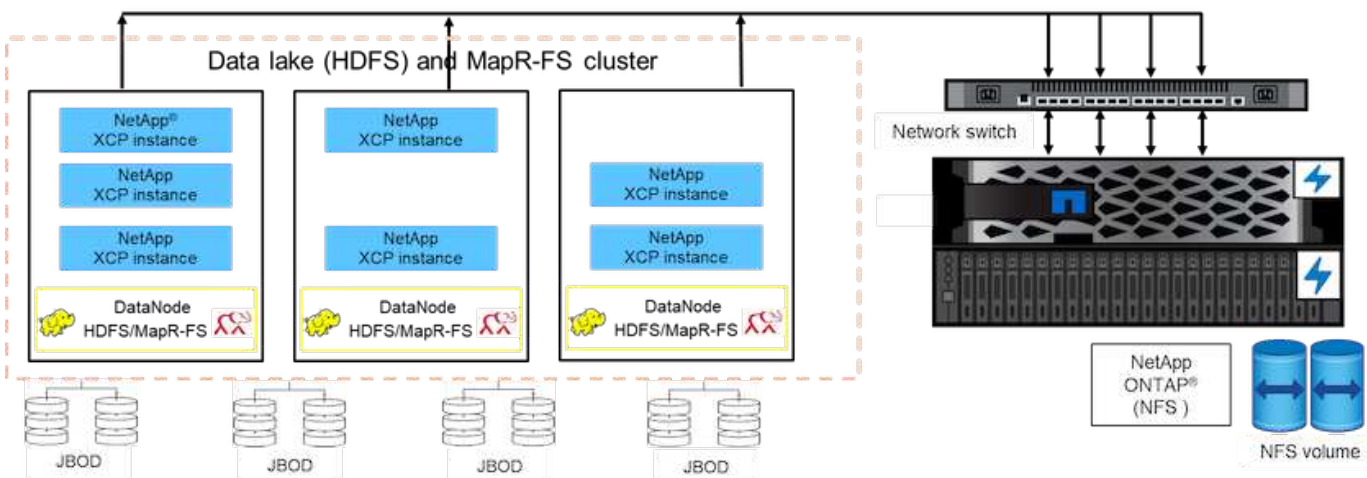 Data lake (HDFS) and MapR-FS cluster
NetApp®
XCP instance
NetApp
XCP instance
NetApp
XCP instance
DataNode
HDFS/MapR-FS
NetApp
XCP instance
NetApp
XCP instance
DataNode
HDFS/MapR-FS
NetApp
XCP instance
NetApp
XCP instance
DataNode
HDFS/MapR-FS
JBOD
JBOD
JBOD
JBOD
Network switch
NetApp
ONTAP®
(NFS )
NFS volume